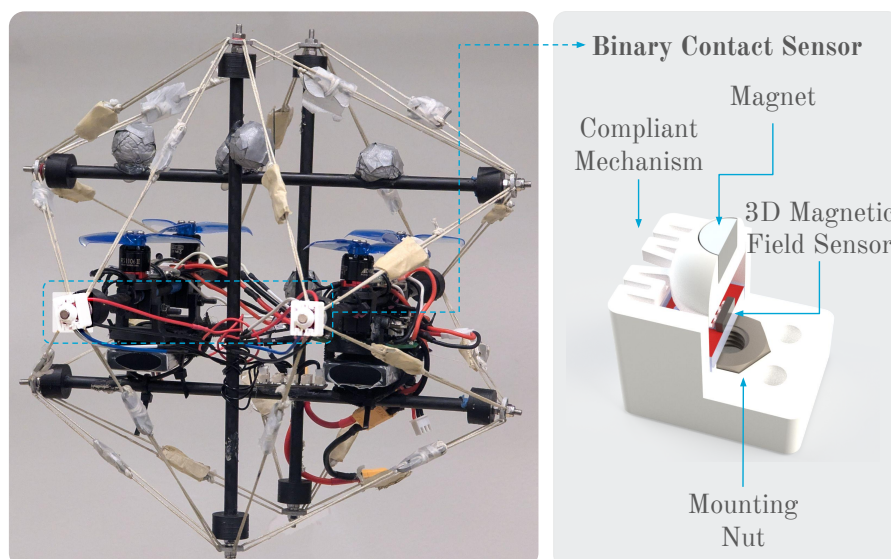 Binary Contact Sensor
Magnet
Compliant
Mechanism
3D Magnetic
Field Sensor
Mounting
Nut